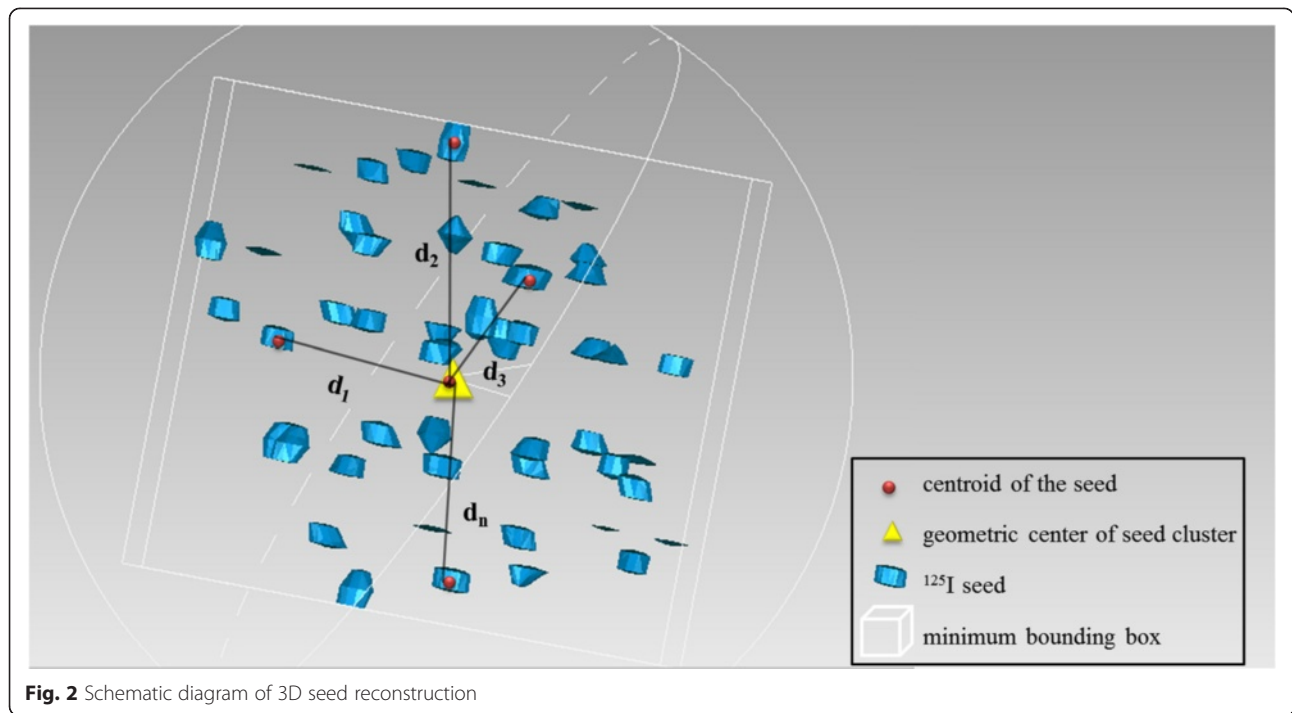 d₂
d₃
d₁
dₙ
centroid of the seed
geometric center of seed cluster
¹²⁵I seed
minimum bounding box
Fig. 2 Schematic diagram of 3D seed reconstruction